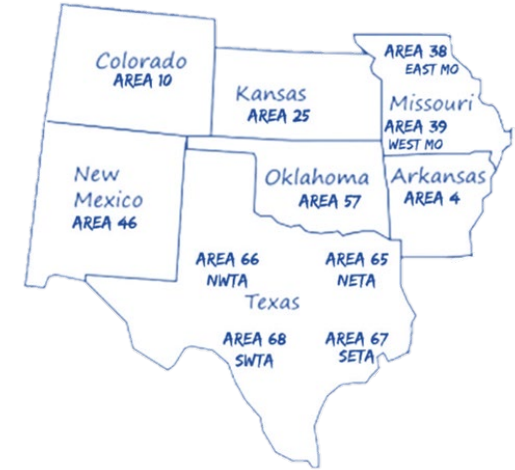 Colorado
AREA 10
Kansas
AREA 25
AREA 38
EAST MO
Missouri
AREA 39
WEST MO
New
Mexico
AREA 46
Oklahoma
AREA 57
Arkansas
AREA 4
AREA 66
NWTA
AREA 65
NETA
Texas
AREA 68
SWTA
AREA 67
SETA